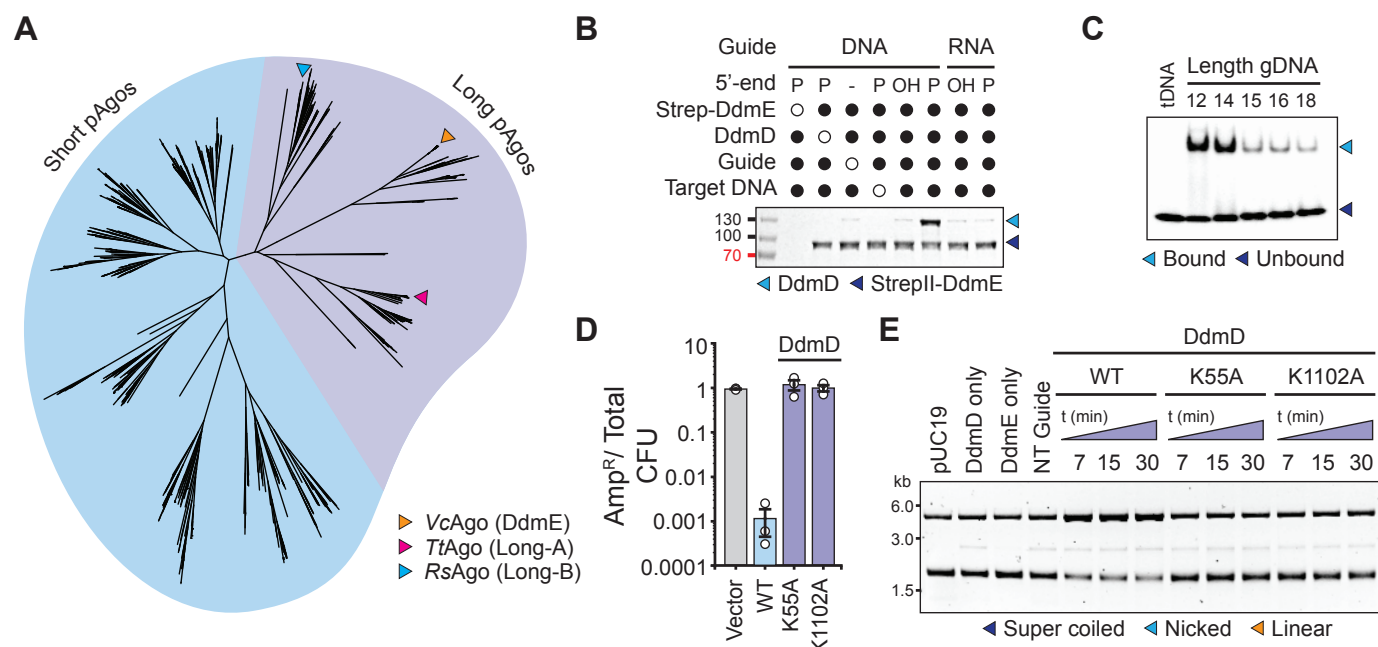 A
Short pAgos
Long pAgos
VcAgo (DdmE)
TtAgo (Long-A)
RsAgo (Long-B)
B
Guide DNA RNA
5'-end P P - P OH P OH P
Strep-DdmE
DdmD
Guide
Target DNA
130
100
70
DdmD StrepII-DdmE
C
tDNA
Length gDNA
12 14 15 16 18
Bound Unbound
D
DdmD
Amp^R/ Total
CFU
10
1
0.1
0.01
0.001
0.0001
Vector
WT
K55A
K1102A
E
DdmD
WT K55A K1102A
t (min) t (min) t (min)
pUC19
DdmD only
DdmE only
NT Guide
7 15 30 7 15 30 7 15 30
kb
6.0
3.0
1.5
Super coiled Nicked Linear